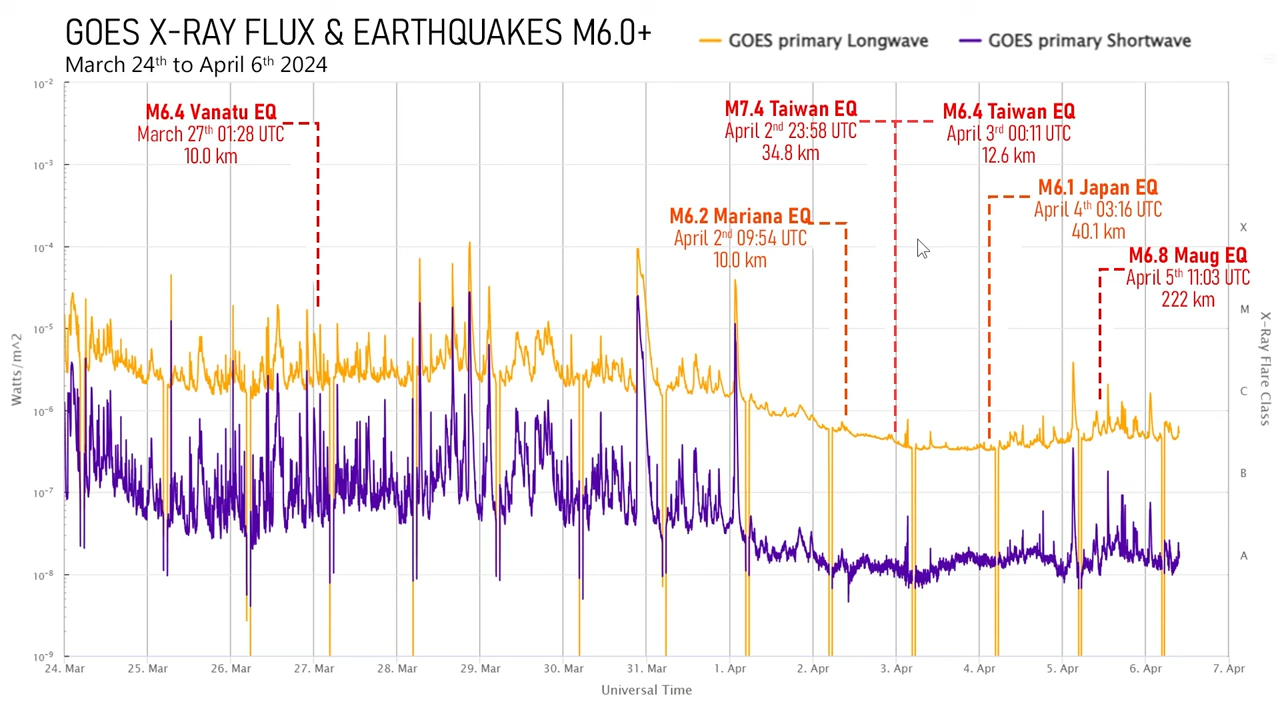 GOES X-RAY FLUX & EARTHQUAKES M6.0+
March 24th to April 6th 2024
GOES primary Longwave
GOES primary Shortwave
M6.4 Vanatu EQ
March 27th 01:28 UTC
10.0 km
M7.4 Taiwan EQ
April 2nd 23:58 UTC
34.8 km
M6.4 Taiwan EQ
April 3rd 00:11 UTC
12.6 km
M6.2 Mariana EQ
April 2nd 09:54 UTC
10.0 km
M6.1 Japan EQ
April 4th 03:16 UTC
40.1 km
M6.8 Maug EQ
April 5th 11:03 UTC
222 km
Watts/m^2
10-2
10-3
10-4
10-5
10-6
10-7
10-8
10-9
X
M
C
B
A
X-Ray Flare Class
24. Mar
25. Mar
26. Mar
27. Mar
28. Mar
29. Mar
30. Mar
31. Mar
1. Apr
2. Apr
3. Apr
4. Apr
5. Apr
6. Apr
7. Apr
Universal Time